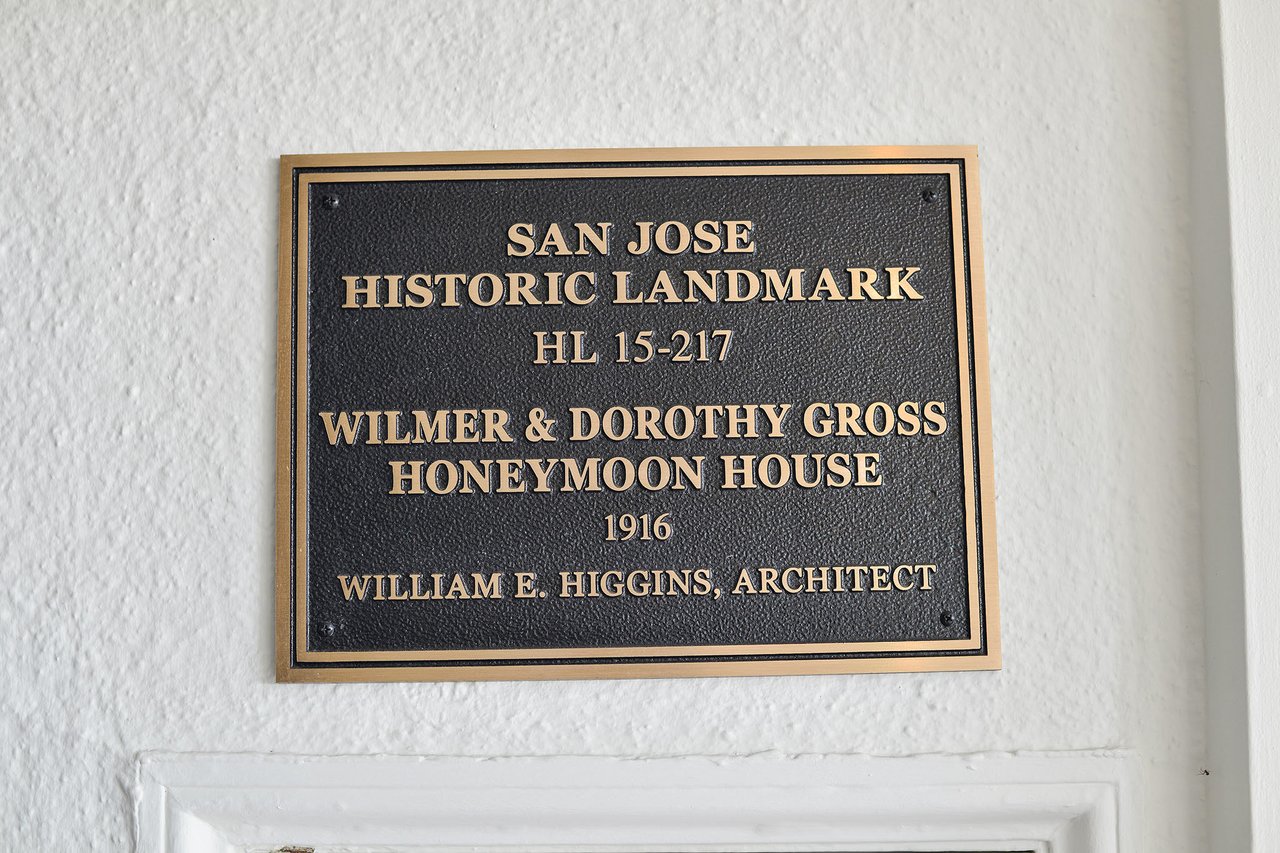 SAN JOSE
HISTORIC LANDMARK
HL 15-217
WILMER & DOROTHY GROSS
HONEYMOON HOUSE
1916
WILLIAM E. HIGGINS, ARCHITECT